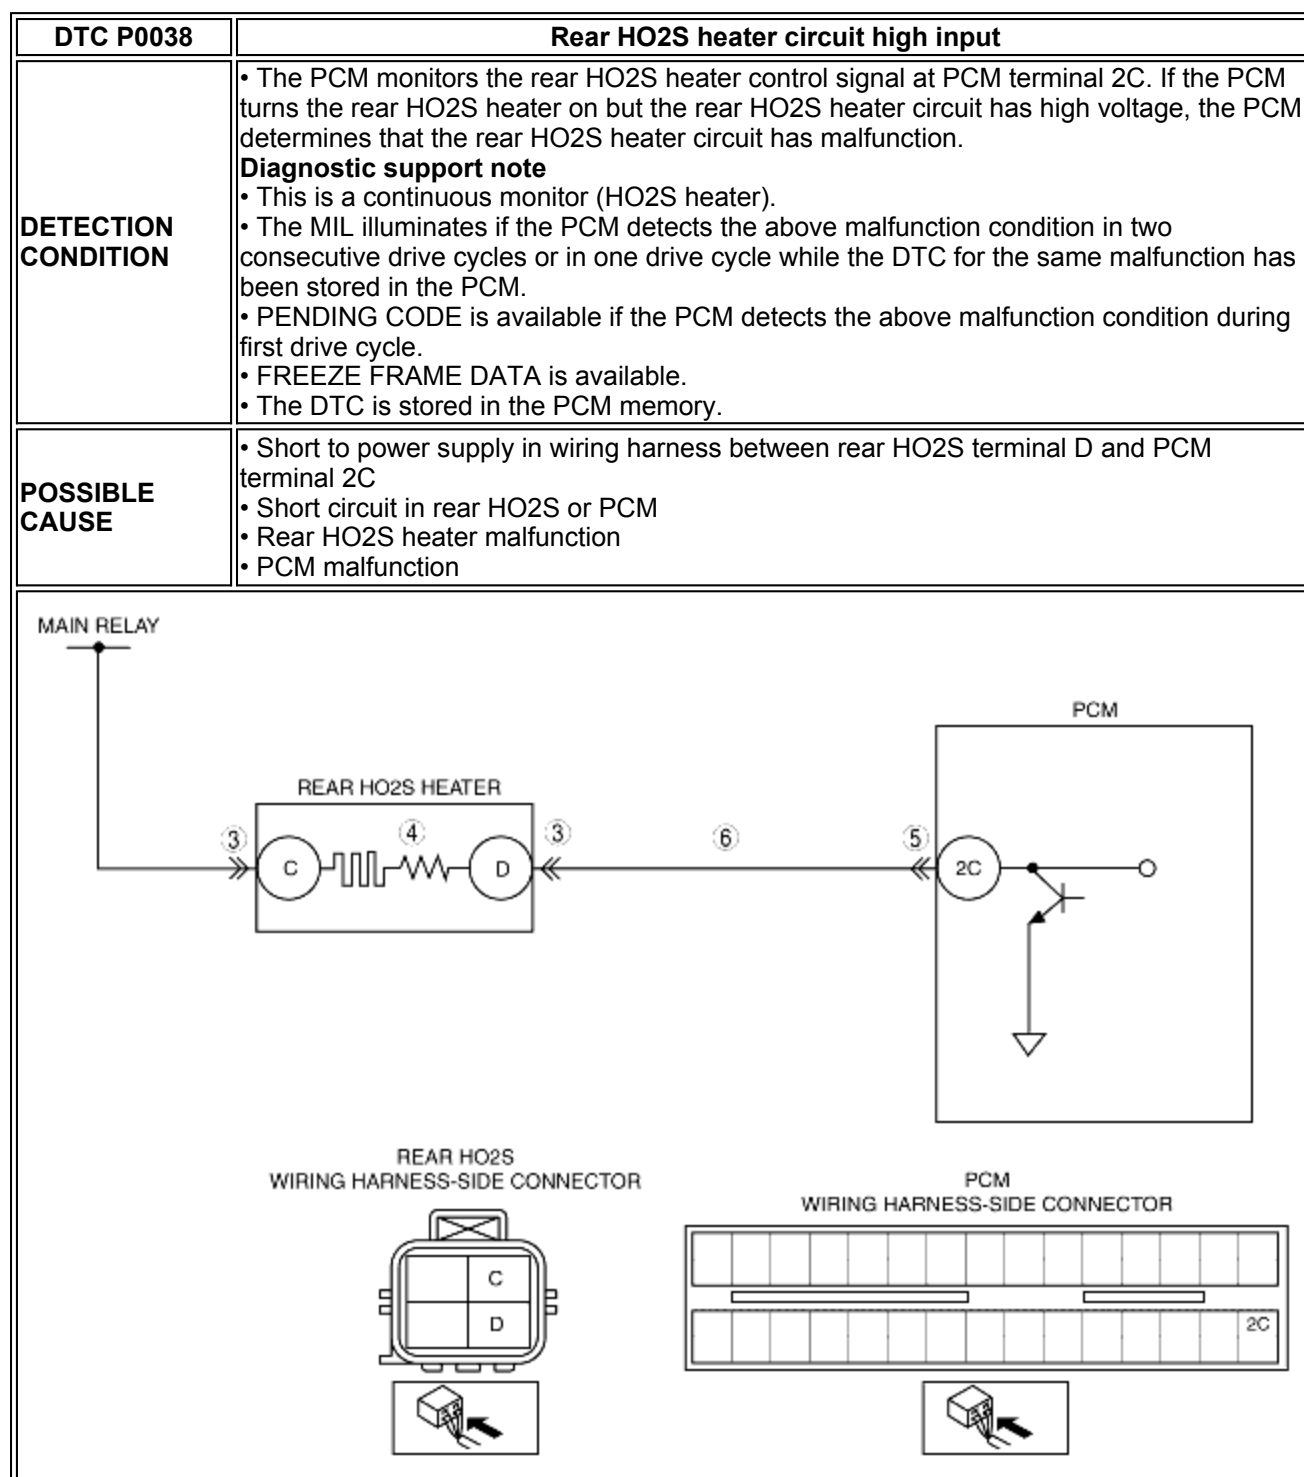 DTC P0038
Rear HO2S heater circuit high input
DETECTION
CONDITION
• The PCM monitors the rear HO2S heater control signal at PCM terminal 2C. If the PCM
turns the rear HO2S heater on but the rear HO2S heater circuit has high voltage, the PCM
determines that the rear HO2S heater circuit has malfunction.
Diagnostic support note
• This is a continuous monitor (HO2S heater).
• The MIL illuminates if the PCM detects the above malfunction condition in two
consecutive drive cycles or in one drive cycle while the DTC for the same malfunction has
been stored in the PCM.
• PENDING CODE is available if the PCM detects the above malfunction condition during
first drive cycle.
• FREEZE FRAME DATA is available.
• The DTC is stored in the PCM memory.
POSSIBLE
CAUSE
• Short to power supply in wiring harness between rear HO2S terminal D and PCM
terminal 2C
• Short circuit in rear HO2S or PCM
• Rear HO2S heater malfunction
• PCM malfunction
MAIN RELAY
PCM
REAR HO2S HEATER
③ ④ ③ ⑥ ⑤
C D 2C
REAR HO2S
WIRING HARNESS-SIDE CONNECTOR
C
D
PCM
WIRING HARNESS-SIDE CONNECTOR
2C